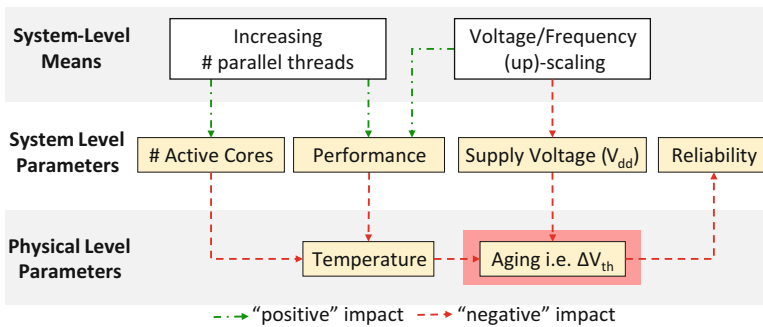 System-Level
Means
Increasing
# parallel threads
Voltage/Frequency
(up)-scaling
System Level
Parameters
# Active Cores
Performance
Supply Voltage (Vdd)
Reliability
Physical Level
Parameters
Temperature
Aging i.e. ΔVth
“positive” impact
“negative” impact